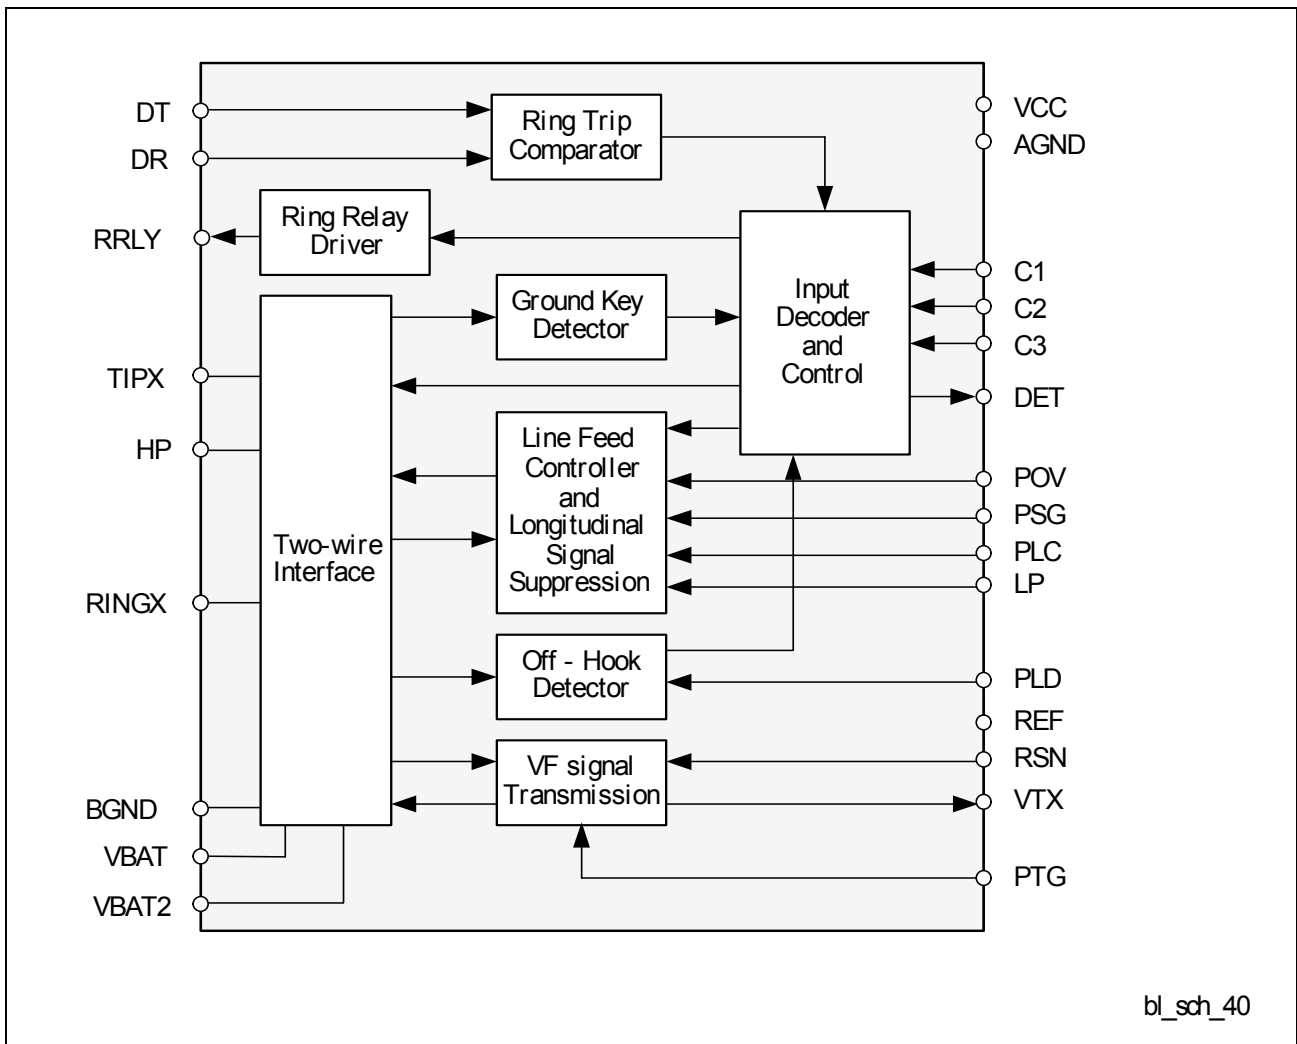 DT
DR
RRLY
TIPX
HP
RINGX
BGND
VBAT
VBAT2
Ring Trip
Comparator
Ring Relay
Driver
Ground Key
Detector
Two-wire
Interface
Line Feed
Controller
and
Longitudinal
Signal
Suppression
Off - Hook
Detector
VF signal
Transmission
Input
Decoder
and
Control
VCC
AGND
C1
C2
C3
DET
POV
PSG
PLC
LP
PLD
REF
RSN
VTX
PTG
bl_sch_40